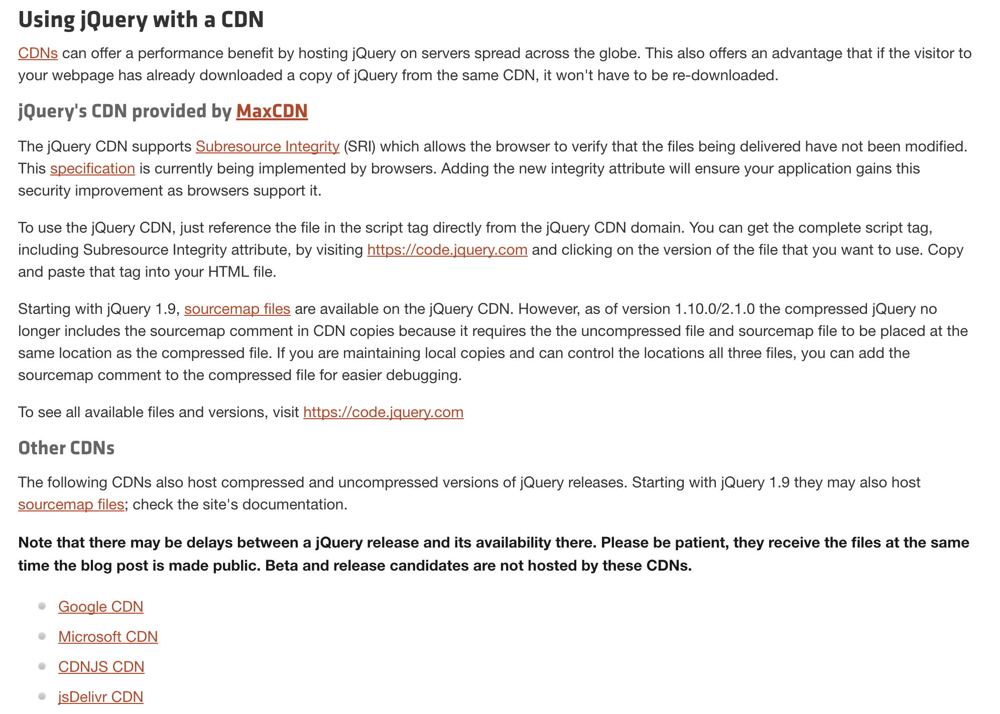 Using jQuery with a CDN
CDNs can offer a performance benefit by hosting jQuery on servers spread across the globe. This also offers an advantage that if the visitor to
your webpage has already downloaded a copy of jQuery from the same CDN, it won't have to be re-downloaded.
jQuery's CDN provided by MaxCDN
The jQuery CDN supports Subresource Integrity (SRI) which allows the browser to verify that the files being delivered have not been modified.
This specification is currently being implemented by browsers. Adding the new integrity attribute will ensure your application gains this
security improvement as browsers support it.
To use the jQuery CDN, just reference the file in the script tag directly from the jQuery CDN domain. You can get the complete script tag,
including Subresource Integrity attribute, by visiting https://code.jquery.com and clicking on the version of the file that you want to use. Copy
and paste that tag into your HTML file.
Starting with jQuery 1.9, sourcemap files are available on the jQuery CDN. However, as of version 1.10.0/2.1.0 the compressed jQuery no
longer includes the sourcemap comment in CDN copies because it requires the the uncompressed file and sourcemap file to be placed at the
same location as the compressed file. If you are maintaining local copies and can control the locations all three files, you can add the
sourcemap comment to the compressed file for easier debugging.
To see all available files and versions, visit https://code.jquery.com
Other CDNs
The following CDNs also host compressed and uncompressed versions of jQuery releases. Starting with jQuery 1.9 they may also host
sourcemap files; check the site's documentation.
Note that there may be delays between a jQuery release and its availability there. Please be patient, they receive the files at the same
time the blog post is made public. Beta and release candidates are not hosted by these CDNs.
Google CDN
Microsoft CDN
CDNJS CDN
jsDelivr CDN